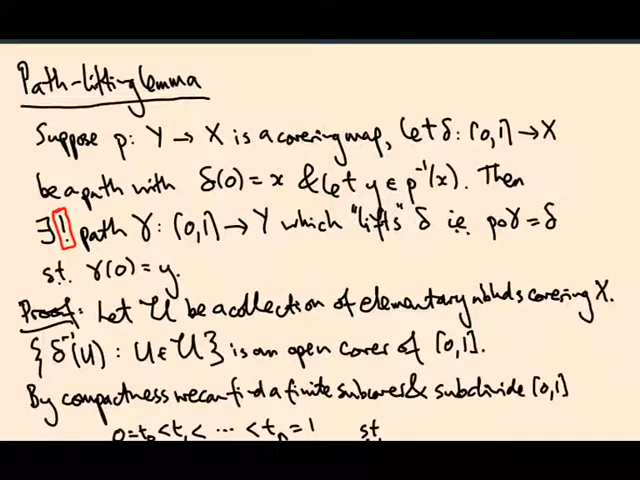 Path-lifting lemma
Suppose p: Y → X is a covering map, let δ: [0,1] → X
be a path with δ(0) = x & let y ∈ p⁻¹(x). Then
∃! path γ: [0,1] → Y which "lifts" δ i.e. p∘γ = δ
st. γ(0) = y.
Proof: Let 𝒰 be a collection of elementary nbhds covering X.
{δ⁻¹(U) : U ∈ 𝒰} is an open cover of [0,1].
By compactness we can find a finite subcover & subdivide [0,1]
0 = t₀ < t₁ < ⋯ < tₙ = 1 st.